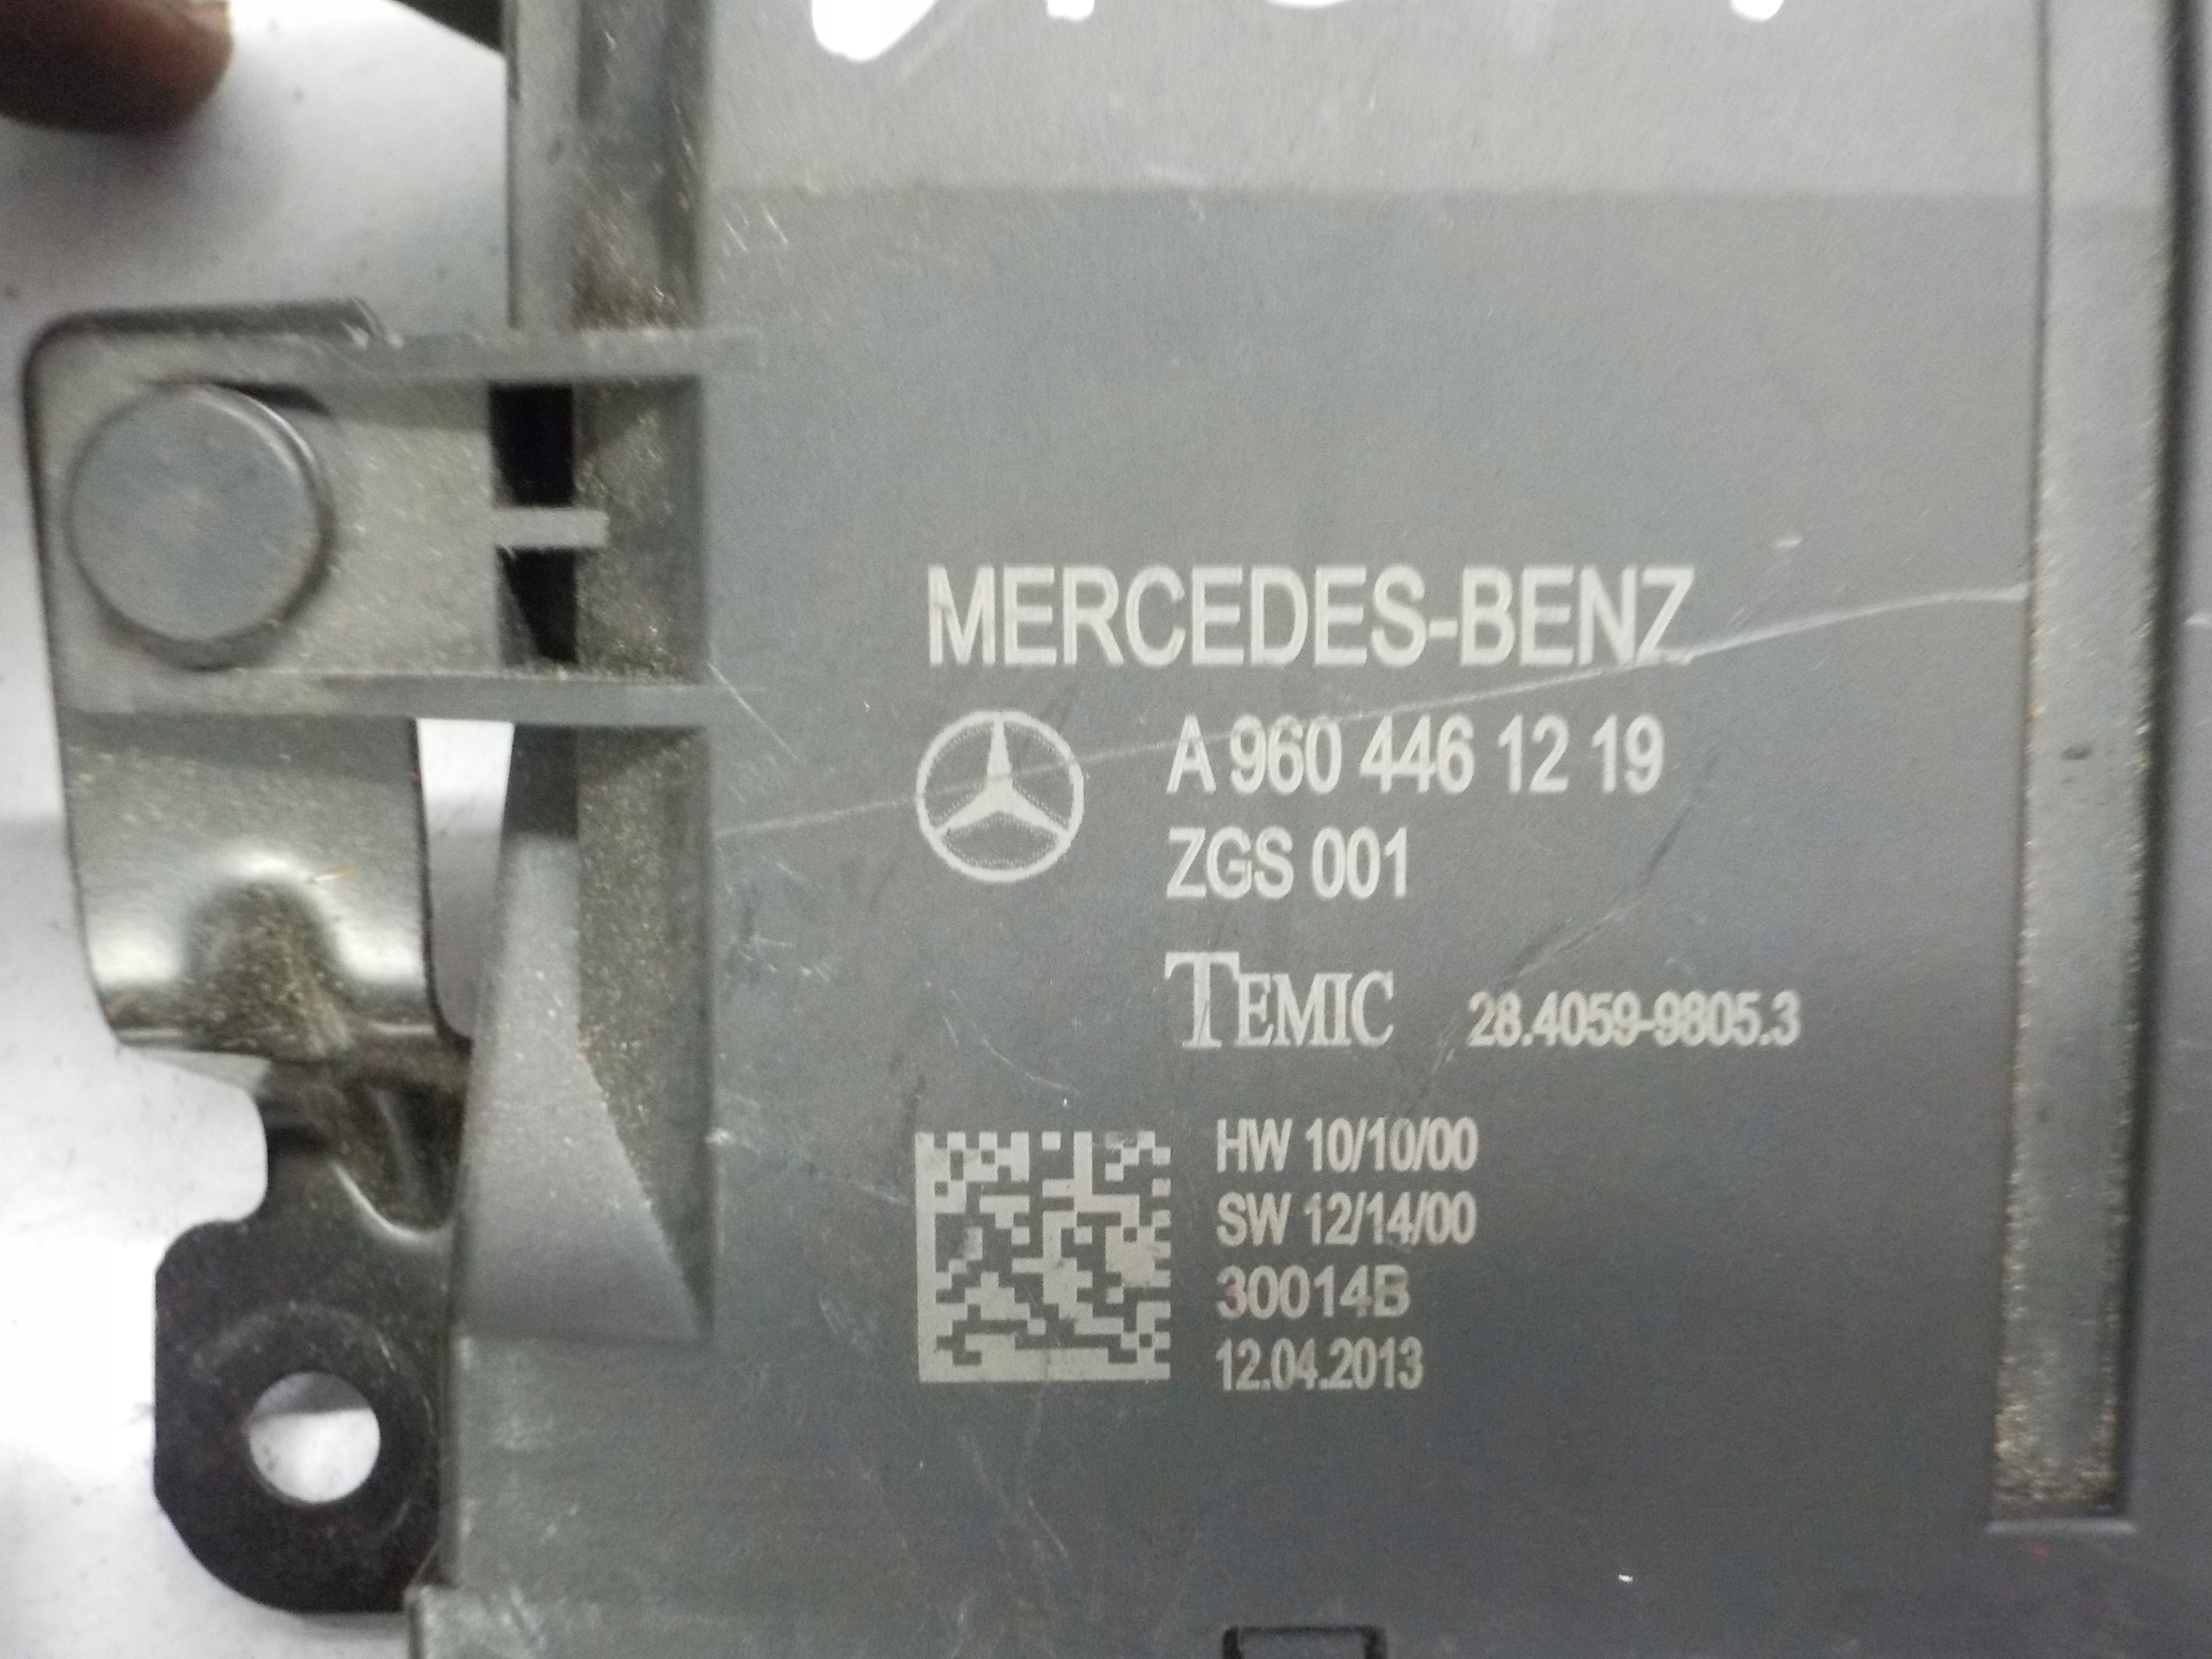 MERCEDES-BENZ
A 960 446 12 19
ZGS 001
TEMIC 28.4059-9805.3
HW 10/10/00
SW 12/14/00
30014B
12.04.2013